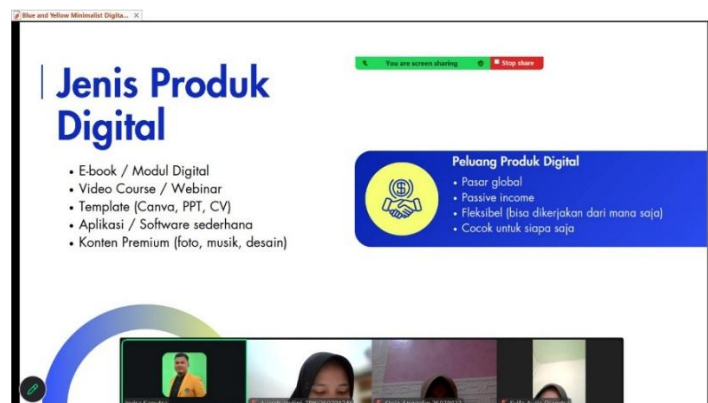 Blue and Yellow Minimalist Digita...
You are screen sharing
Stop share
Jenis Produk
Digital
• E-book / Modul Digital
• Video Course / Webinar
• Template (Canva, PPT, CV)
• Aplikasi / Software sederhana
• Konten Premium (foto, musik, desain)
Peluang Produk Digital
• Pasar global
• Passive income
• Fleksibel (bisa dikerjakan dari mana saja)
• Cocok untuk siapa saja